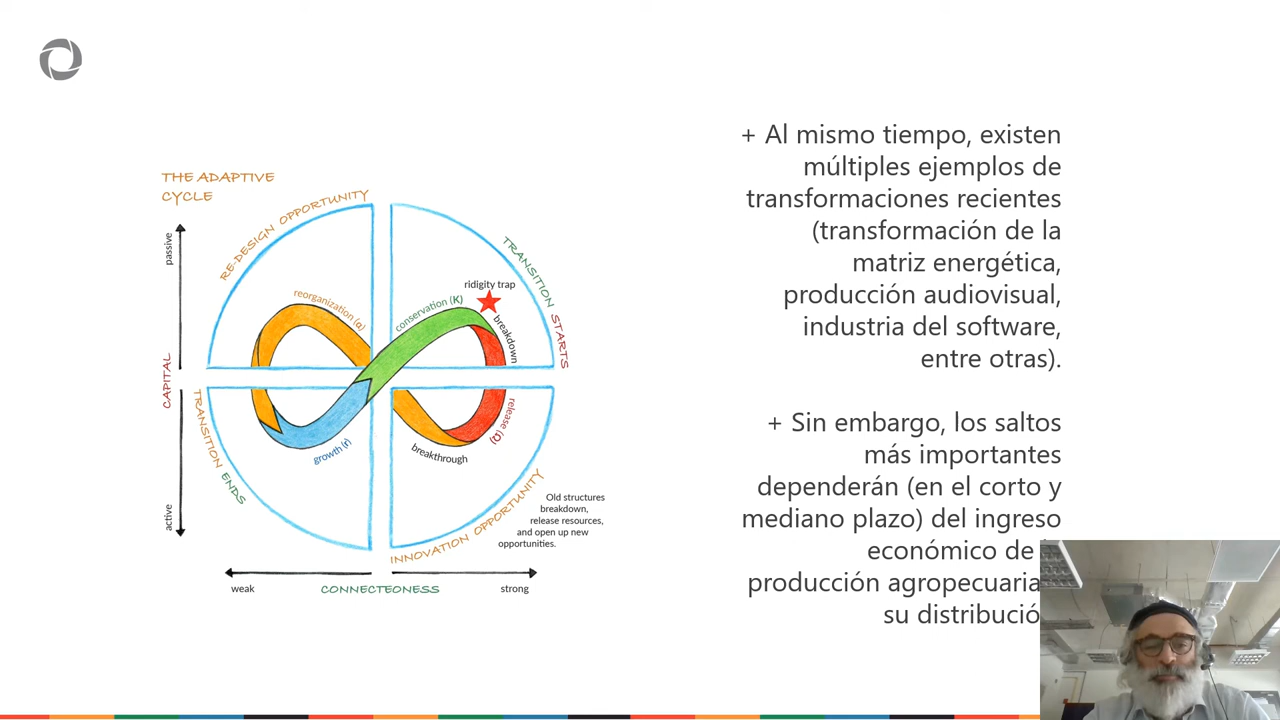 THE ADAPTIVE
CYCLE
RE-DESIGN OPPORTUNITY
TRANSITION STARTS
passive
reorganization (α)
conservation (K)
ridigity trap
breakdown
CAPITAL
TRANSITION ENDS
growth (r)
breakthrough
release (Ω)
active
INNOVATION OPPORTUNITY
Old structures
breakdown,
release resources,
and open up new
opportunities.
weak
CONNECTEONESS
strong
+ Al mismo tiempo, existen
múltiples ejemplos de
transformaciones recientes
(transformación de la
matriz energética,
producción audiovisual,
industria del software,
entre otras).
+ Sin embargo, los saltos
más importantes
dependerán (en el corto y
mediano plazo) del ingreso
económico de
producción agropecuaria
su distribució